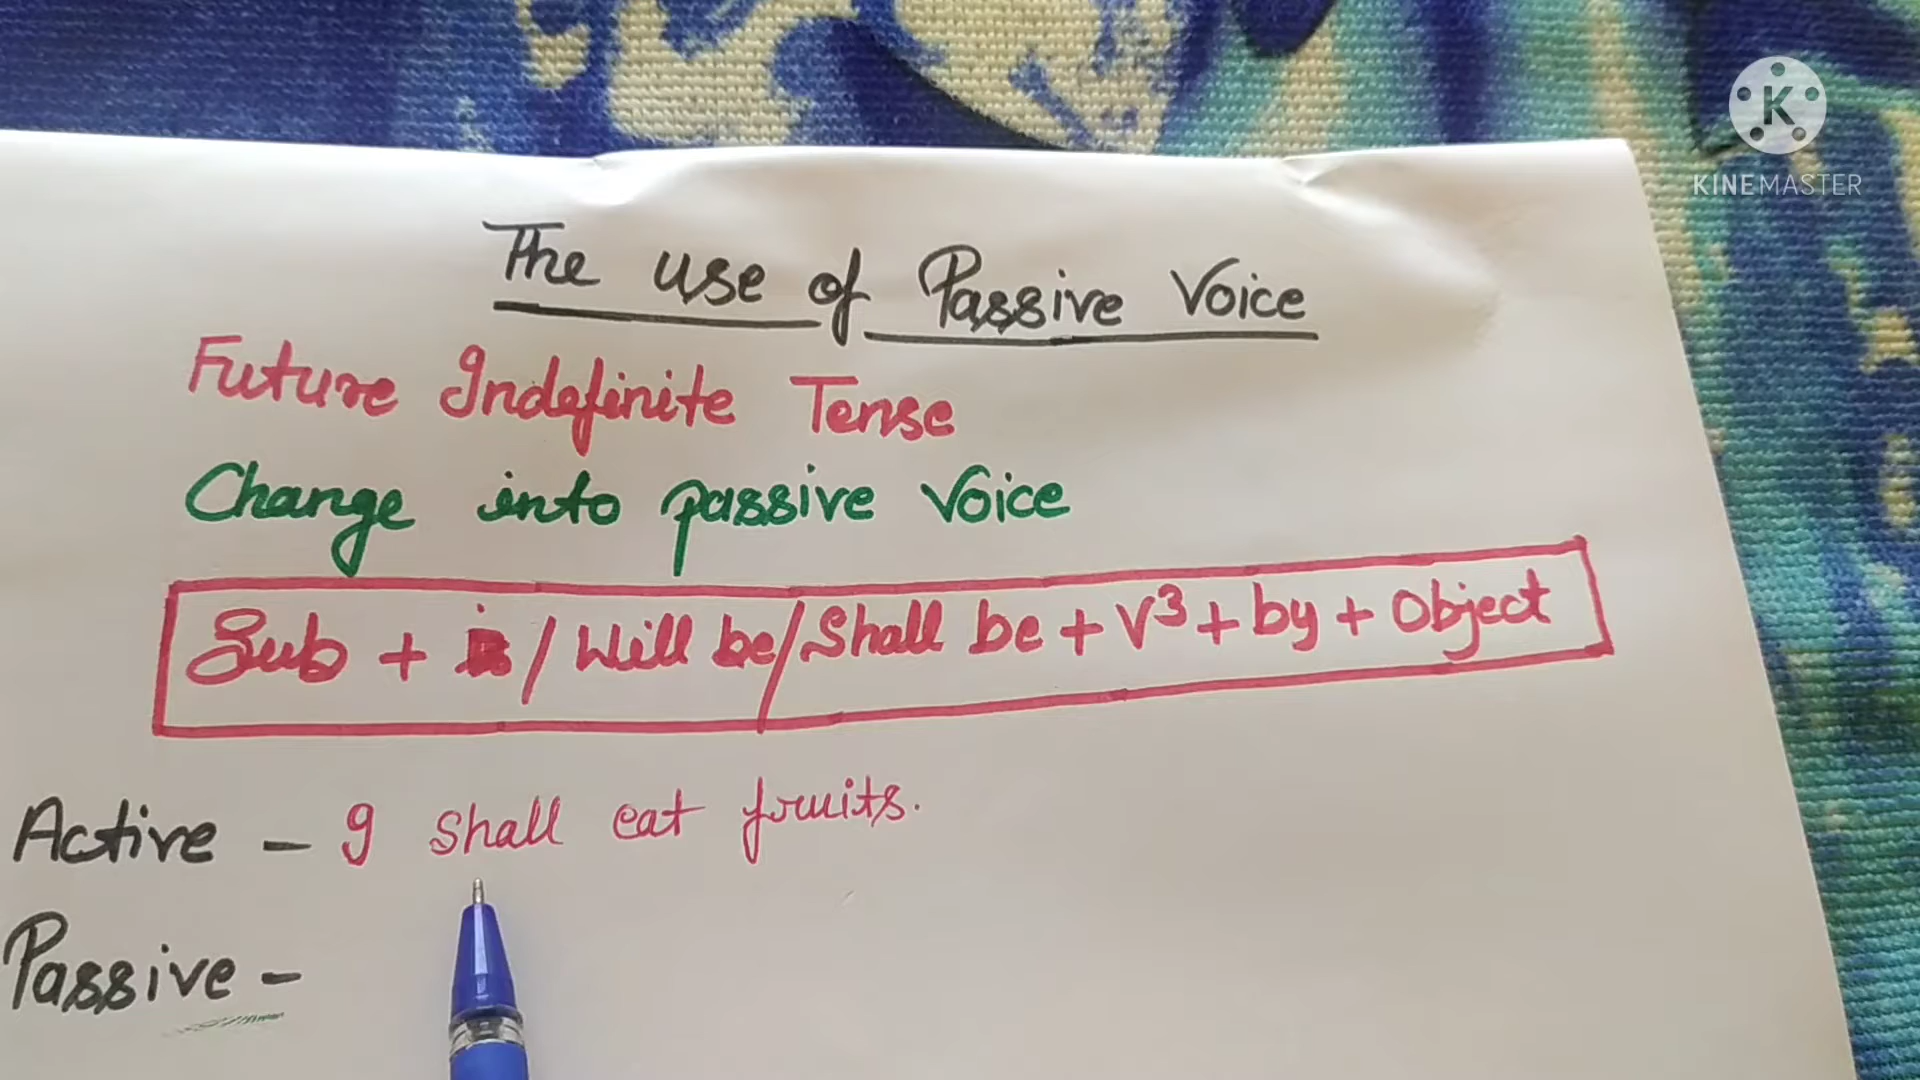 KINEMASTER
The use of Passive Voice
Future Indefinite Tense
Change into passive Voice
Sub + / Will be/Shall be + V³ + by + Object
Active - I shall eat fruits.
Passive -